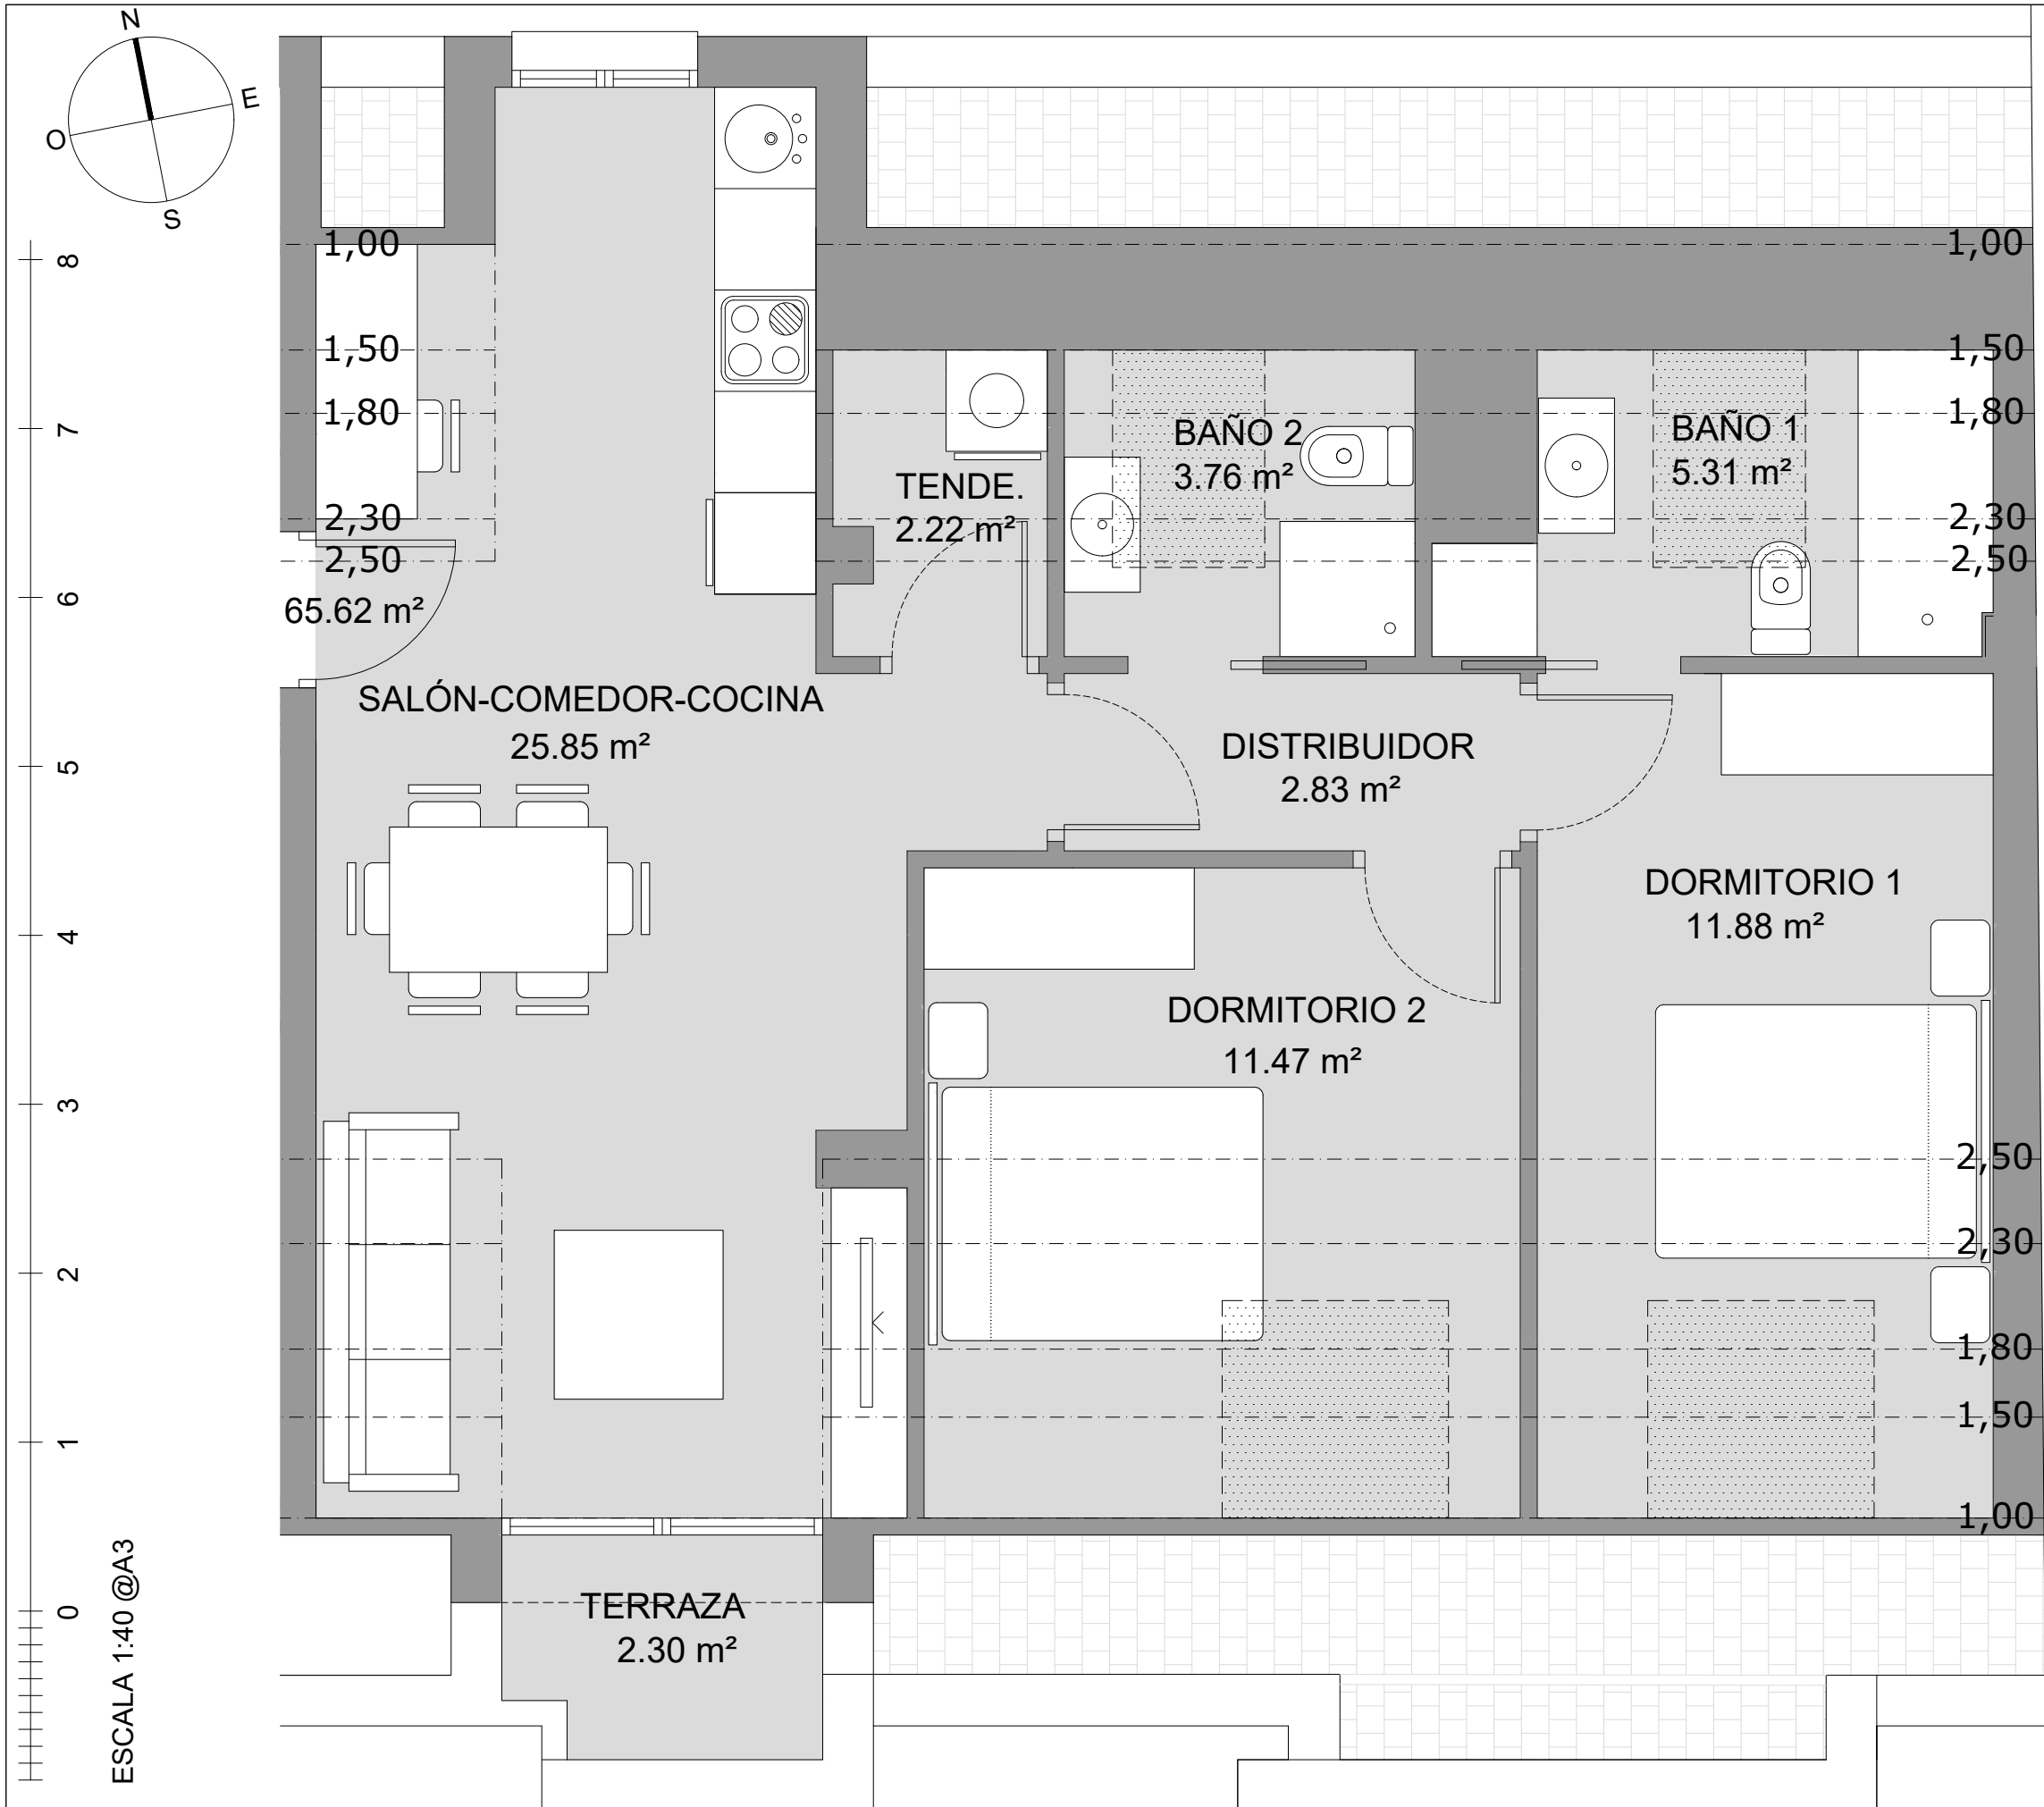 N
E
O
S
1,00
1,00
8
1,50
1,50
1,80
1,80
7
BAÑO 2
3.76 m²
BAÑO 1
5.31 m²
TENDE.
2.22 m²
2,30
2,30
2,50
2,50
6
65.62 m²
SALÓN-COMEDOR-COCINA
25.85 m²
DISTRIBUIDOR
2.83 m²
5
DORMITORIO 1
11.88 m²
4
DORMITORIO 2
11.47 m²
3
2,50
2,30
2
1,80
1,50
1
1,00
0
TERRAZA
2.30 m²
ESCALA 1:40 @A3